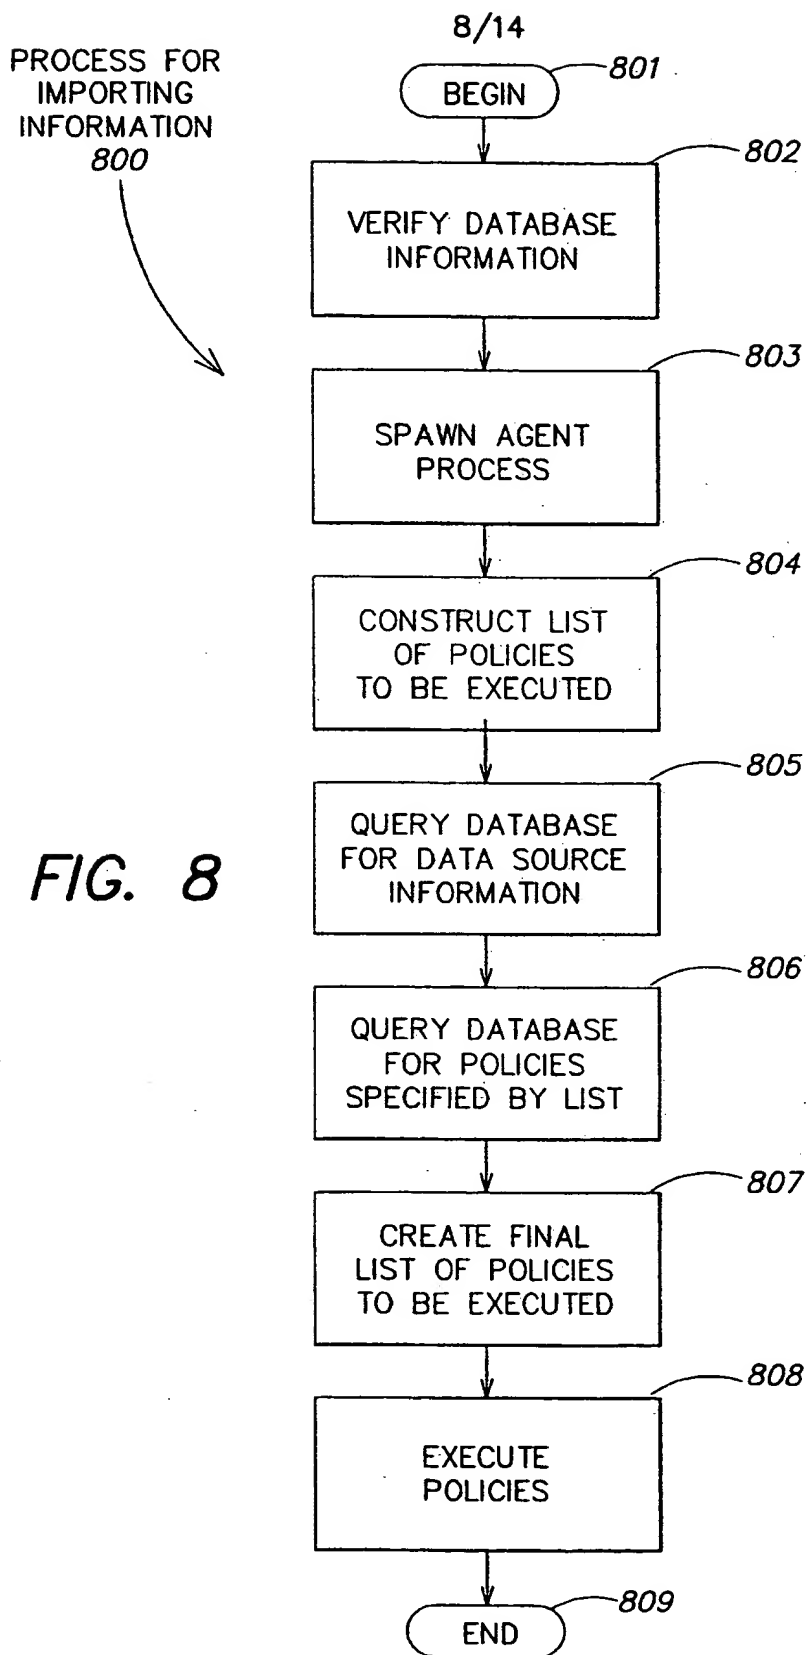 8/14
PROCESS FOR
IMPORTING
INFORMATION
800
BEGIN
801
802
VERIFY DATABASE
INFORMATION
803
SPAWN AGENT
PROCESS
804
CONSTRUCT LIST
OF POLICIES
TO BE EXECUTED
805
QUERY DATABASE
FOR DATA SOURCE
INFORMATION
FIG. 8
806
QUERY DATABASE
FOR POLICIES
SPECIFIED BY LIST
807
CREATE FINAL
LIST OF POLICIES
TO BE EXECUTED
808
EXECUTE
POLICIES
809
END